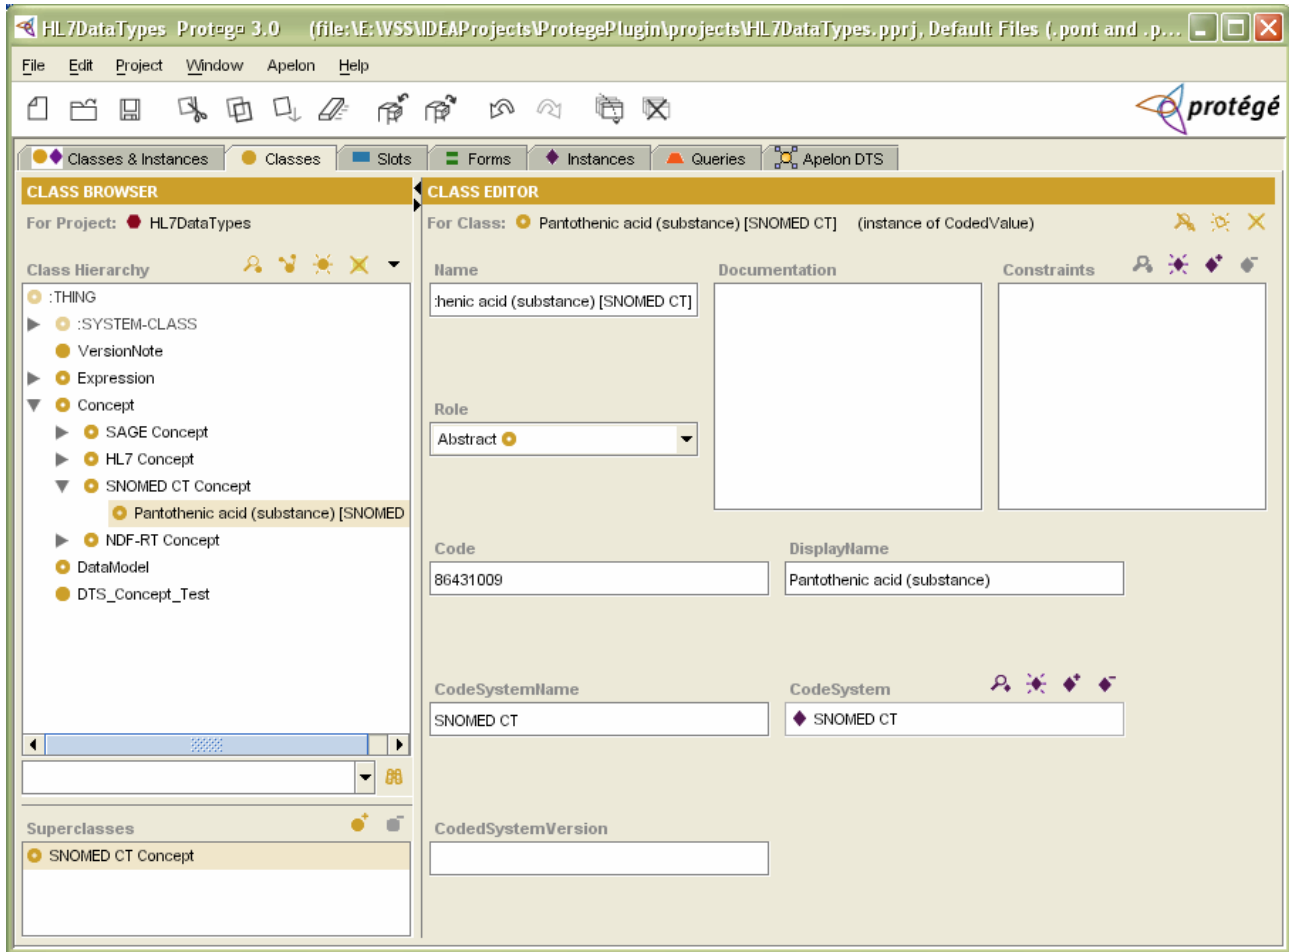 HL7DataTypes Protégé 3.0 (file:\E:\VSS\IDEAProjects\ProtegePlugin\projects\HL7DataTypes.pprj, Default Files (.pont and .p...
File Edit Project Window Apelon Help
protégé
Classes & Instances Classes Slots Forms Instances Queries Apelon DTS
CLASS BROWSER
For Project: HL7DataTypes
Class Hierarchy
:THING
:SYSTEM-CLASS
VersionNote
Expression
Concept
SAGE Concept
HL7 Concept
SNOMED CT Concept
Pantothenic acid (substance) [SNOMED
NDF-RT Concept
DataModel
DTS_Concept_Test
Superclasses
SNOMED CT Concept
CLASS EDITOR
For Class: Pantothenic acid (substance) [SNOMED CT] (instance of CodedValue)
Name Documentation Constraints
:henic acid (substance) [SNOMED CT]
Role
Abstract
Code DisplayName
86431009 Pantothenic acid (substance)
CodeSystemName CodeSystem
SNOMED CT SNOMED CT
CodedSystemVersion